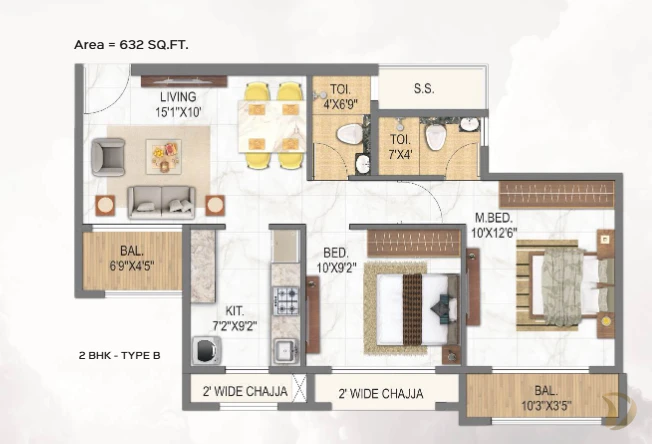 Area = 632 SQ.FT.
LIVING
15'1"X10'
TOI.
4'X6'9"
S.S.
TOI.
7'X4'
BAL.
6'9"X4'5"
M.BED.
10'X12'6"
BED.
10'X9'2"
KIT.
7'2"X9'2"
2 BHK - TYPE B
2' WIDE CHAJJA
2' WIDE CHAJJA
BAL.
10'3"X3'5"